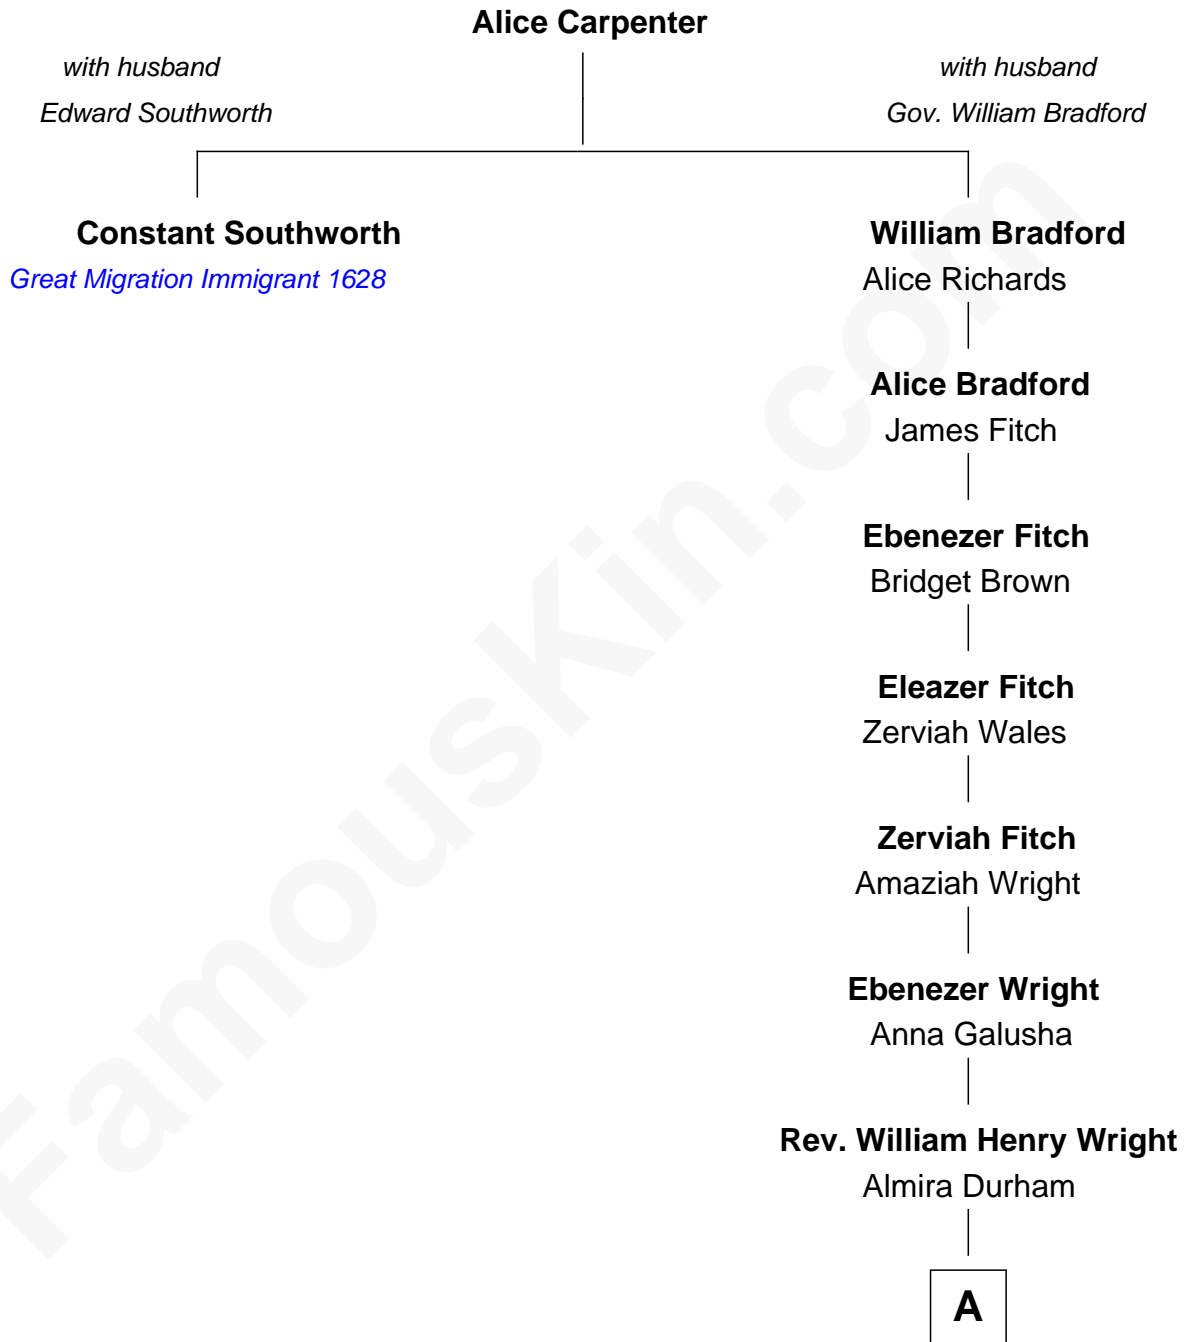 Alice Carpenter
with husband
Edward Southworth
with husband
Gov. William Bradford
Constant Southworth
Great Migration Immigrant 1628
William Bradford
Alice Richards
Alice Bradford
James Fitch
Ebenezer Fitch
Bridget Brown
Eleazer Fitch
Zerviah Wales
Zerviah Fitch
Amaziah Wright
Ebenezer Wright
Anna Galusha
Rev. William Henry Wright
Almira Durham
A
FamousKin.com